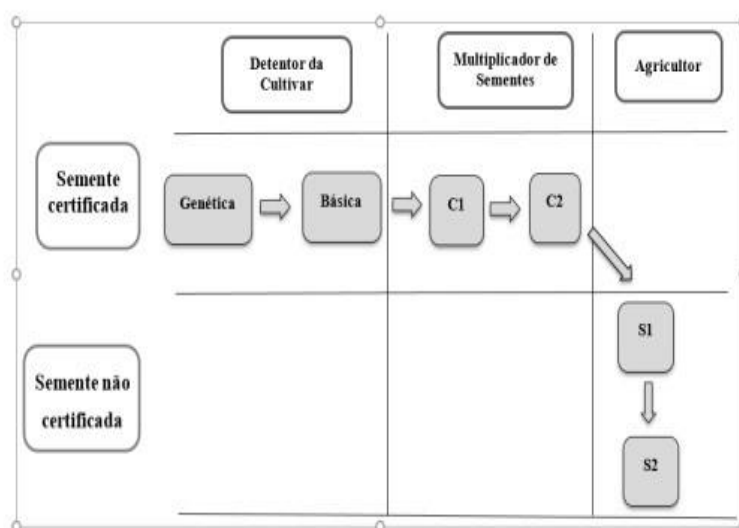 Detentor da
Cultivar
Multiplicador de
Sementes
Agricultor
Semente
certificada
Genética
Básica
C1
C2
Semente não
certificada
S1
S2